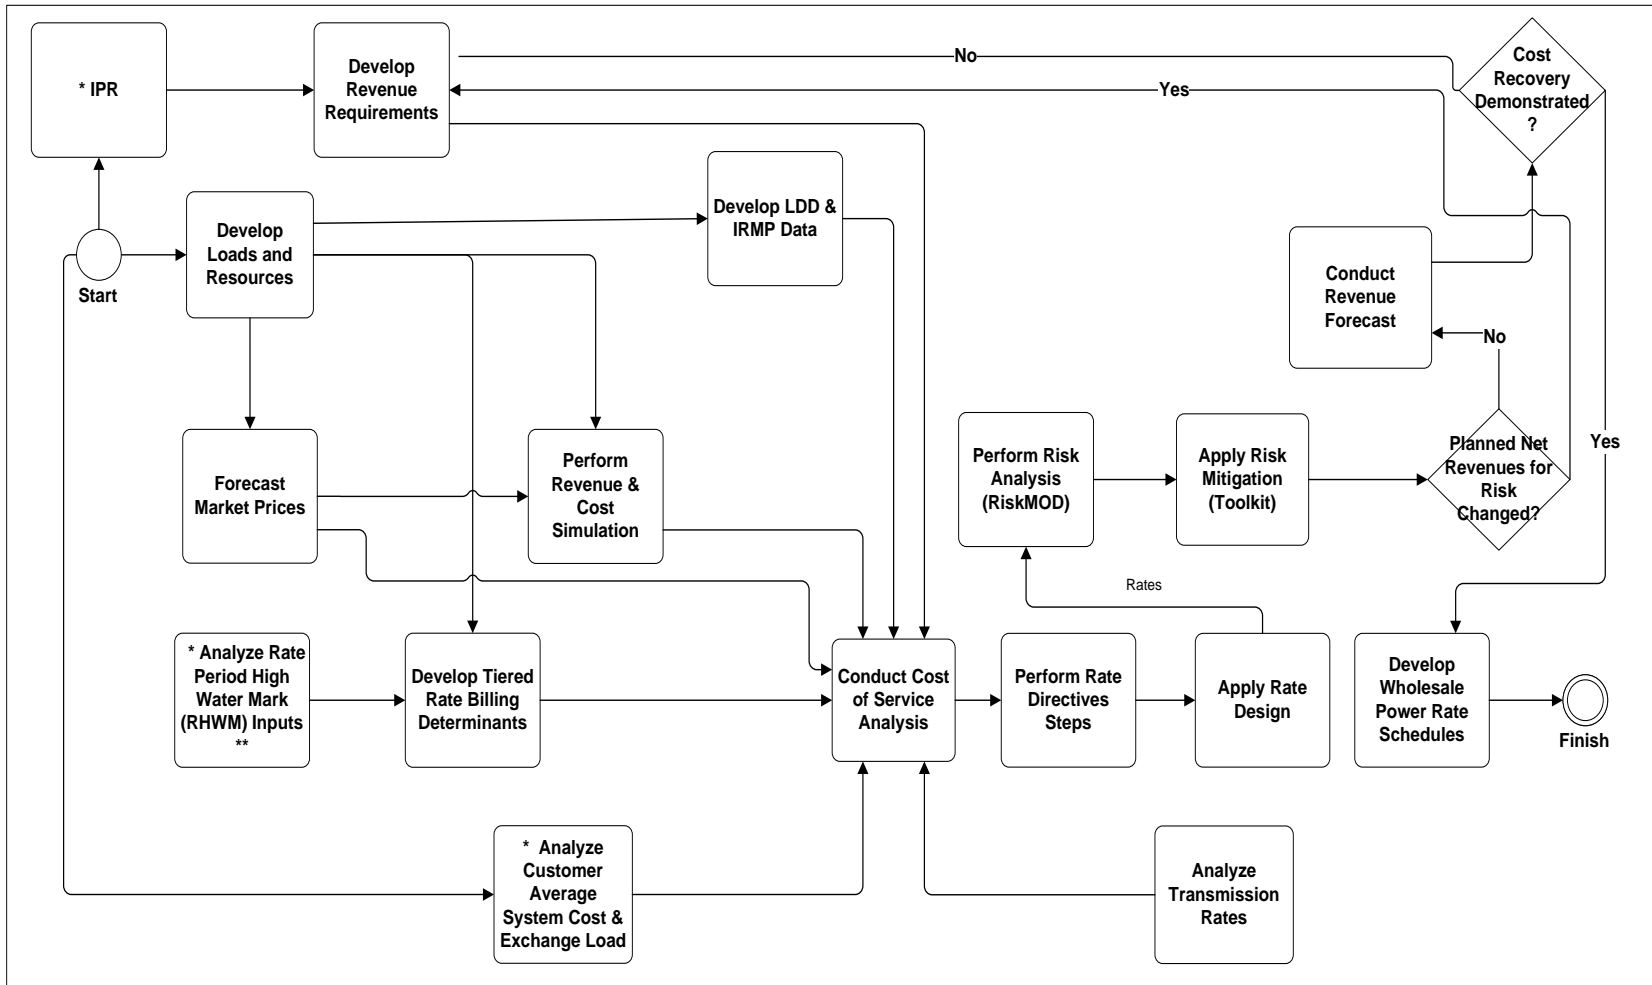 * IPR
Develop
Revenue
Requirements
No
Yes
Cost
Recovery
Demonstrated
?
Start
Develop
Loads and
Resources
Develop LDD &
IRMP Data
Conduct
Revenue
Forecast
No
Yes
Forecast
Market Prices
Perform
Revenue &
Cost
Simulation
Perform Risk
Analysis
(RiskMOD)
Apply Risk
Mitigation
(Toolkit)
Planned Net
Revenues for
Risk
Changed?
Rates
* Analyze Rate
Period High
Water Mark
(RHWM) Inputs
**
Develop Tiered
Rate Billing
Determinants
Conduct Cost
of Service
Analysis
Perform Rate
Directives
Steps
Apply Rate
Design
Develop
Wholesale
Power Rate
Schedules
Finish
* Analyze
Customer
Average
System Cost &
Exchange Load
Analyze
Transmission
Rates